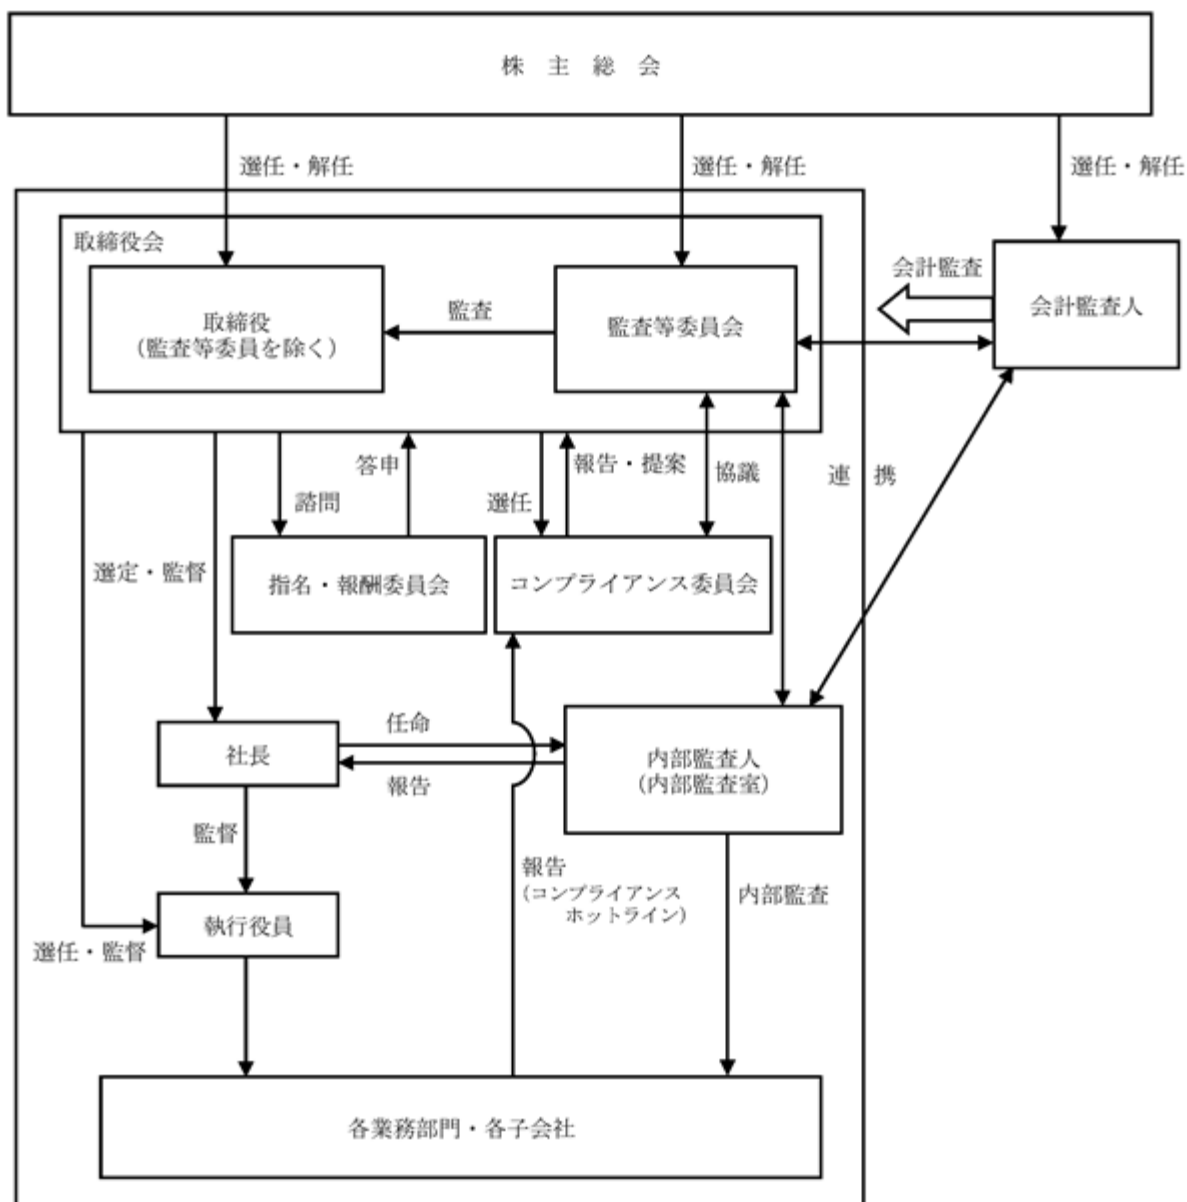 株 主 総 会
選任・解任
選任・解任
選任・解任
取締役会
取締役
（監査等委員を除く）
監査
監査等委員会
会計監査
会計監査人
答申
諮問
選任
報告・提案
協議
連 携
選定・監督
指名・報酬委員会
コンプライアンス委員会
社長
任命
報告
内部監査人
（内部監査室）
監督
報告
（コンプライアンス
ホットライン）
内部監査
執行役員
選任・監督
各業務部門・各子会社